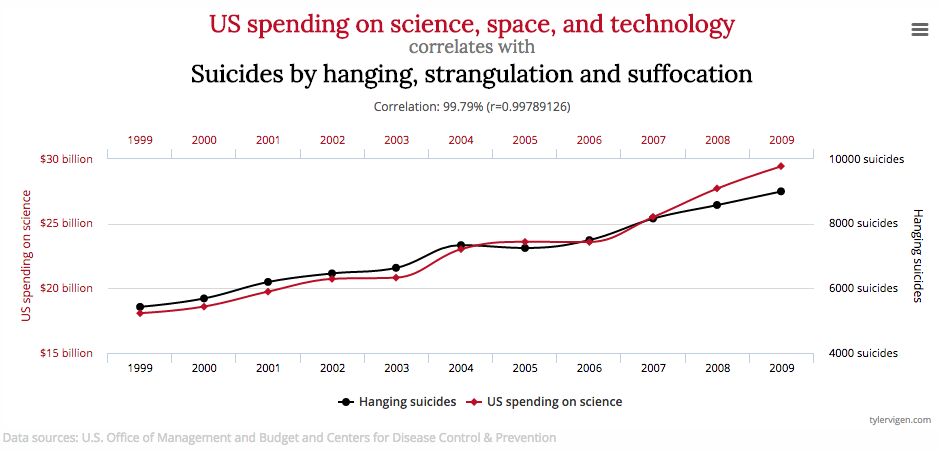 US spending on science, space, and technology
correlates with
Suicides by hanging, strangulation and suffocation
Correlation: 99.79% (r=0.99789126)
1999 2000 2001 2002 2003 2004 2005 2006 2007 2008 2009
$30 billion 10000 suicides
$25 billion 8000 suicides
$20 billion 6000 suicides
$15 billion 4000 suicides
US spending on science
Hanging suicides
1999 2000 2001 2002 2003 2004 2005 2006 2007 2008 2009
Hanging suicides US spending on science
tylervigen.com
Data sources: U.S. Office of Management and Budget and Centers for Disease Control & Prevention